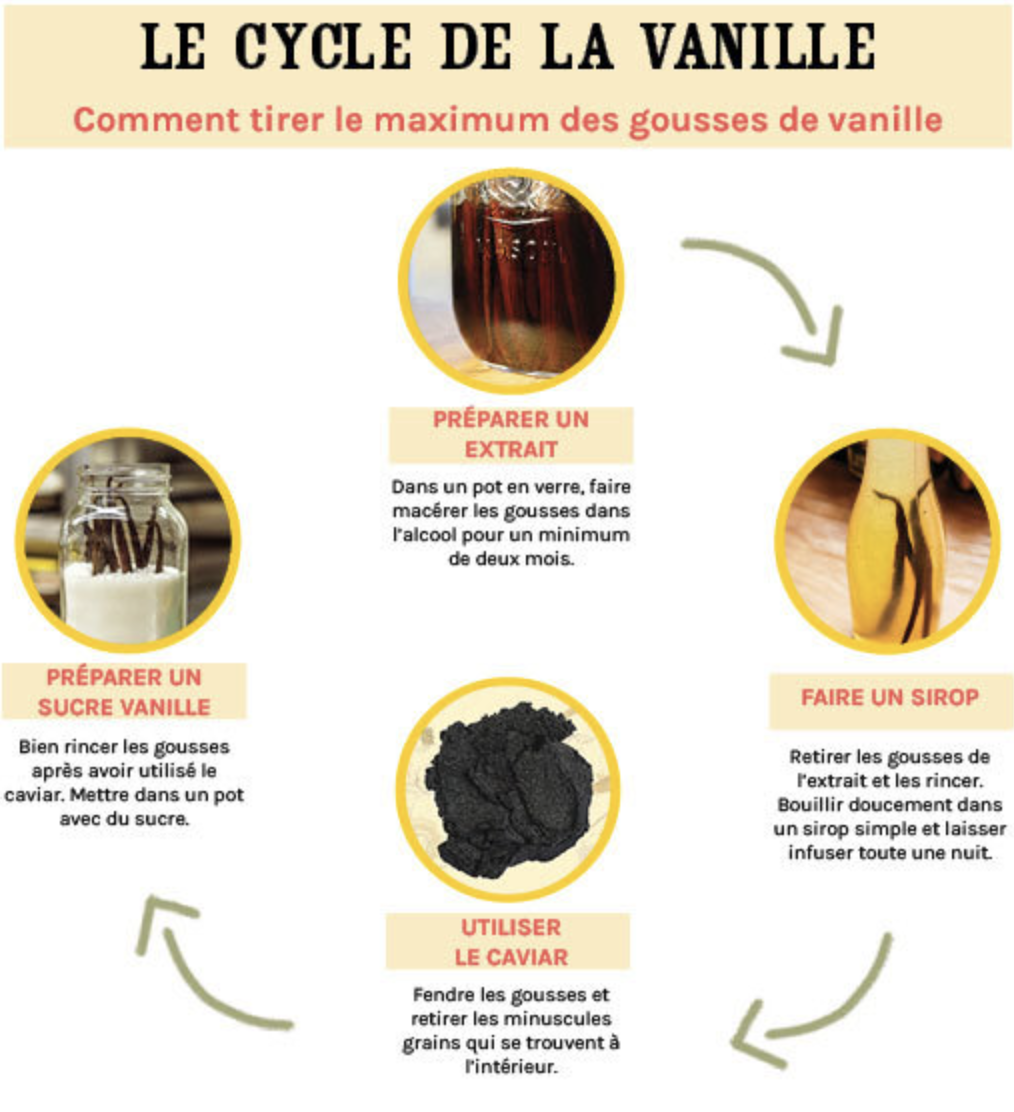 LE CYCLE DE LA VANILLE
Comment tirer le maximum des gousses de vanille
MASON
PRÉPARER UN
EXTRAIT
Dans un pot en verre, faire
macérer les gousses dans
l'alcool pour un minimum
de deux mois.
FAIRE UN SIROP
Retirer les gousses de
l'extrait et les rincer.
Bouillir doucement dans
un sirop simple et laisser
infuser toute une nuit.
UTILISER
LE CAVIAR
Fendre les gousses et
retirer les minuscules
grains qui se trouvent à
l'intérieur.
PRÉPARER UN
SUCRE VANILLE
Bien rincer les gousses
après avoir utilisé le
caviar. Mettre dans un pot
avec du sucre.